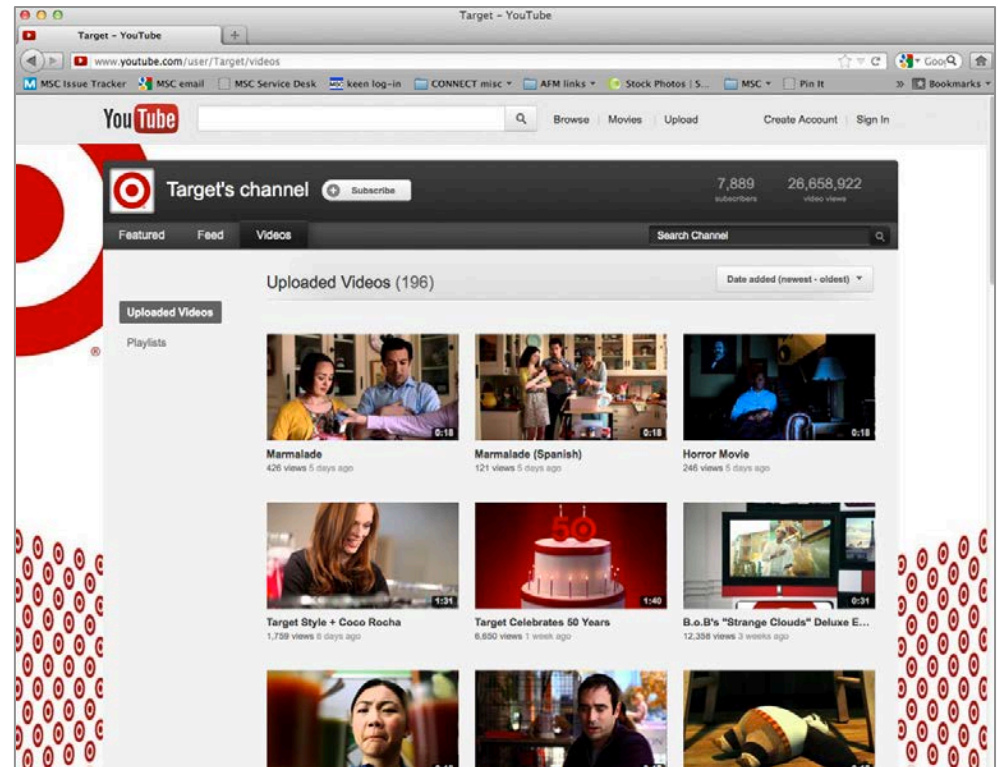 Target - YouTube
Target - YouTube
www.youtube.com/user/Target/videos
Goo
MSC Issue Tracker MSC email MSC Service Desk keen log-in CONNECT misc AFM links Stock Photos | S... MSC Pin It » Bookmarks
YouTube Browse Movies Upload Create Account Sign In
Target's channel Subscribe 7,889 26,658,922
subscribers video views
Featured Feed Videos Search Channel
Uploaded Videos (196) Date added (newest - oldest)
Uploaded Videos
Playlists
®
0:18 0:18 0:18
Marmalade Marmalade (Spanish) Horror Movie
426 views 5 days ago 121 views 5 days ago 246 views 5 days ago
50
1:31 1:40 0:31
Target Style + Coco Rocha Target Celebrates 50 Years B.o.B's "Strange Clouds" Deluxe E...
1,759 views 6 days ago 6,650 views 1 week ago 12,358 views 3 weeks ago